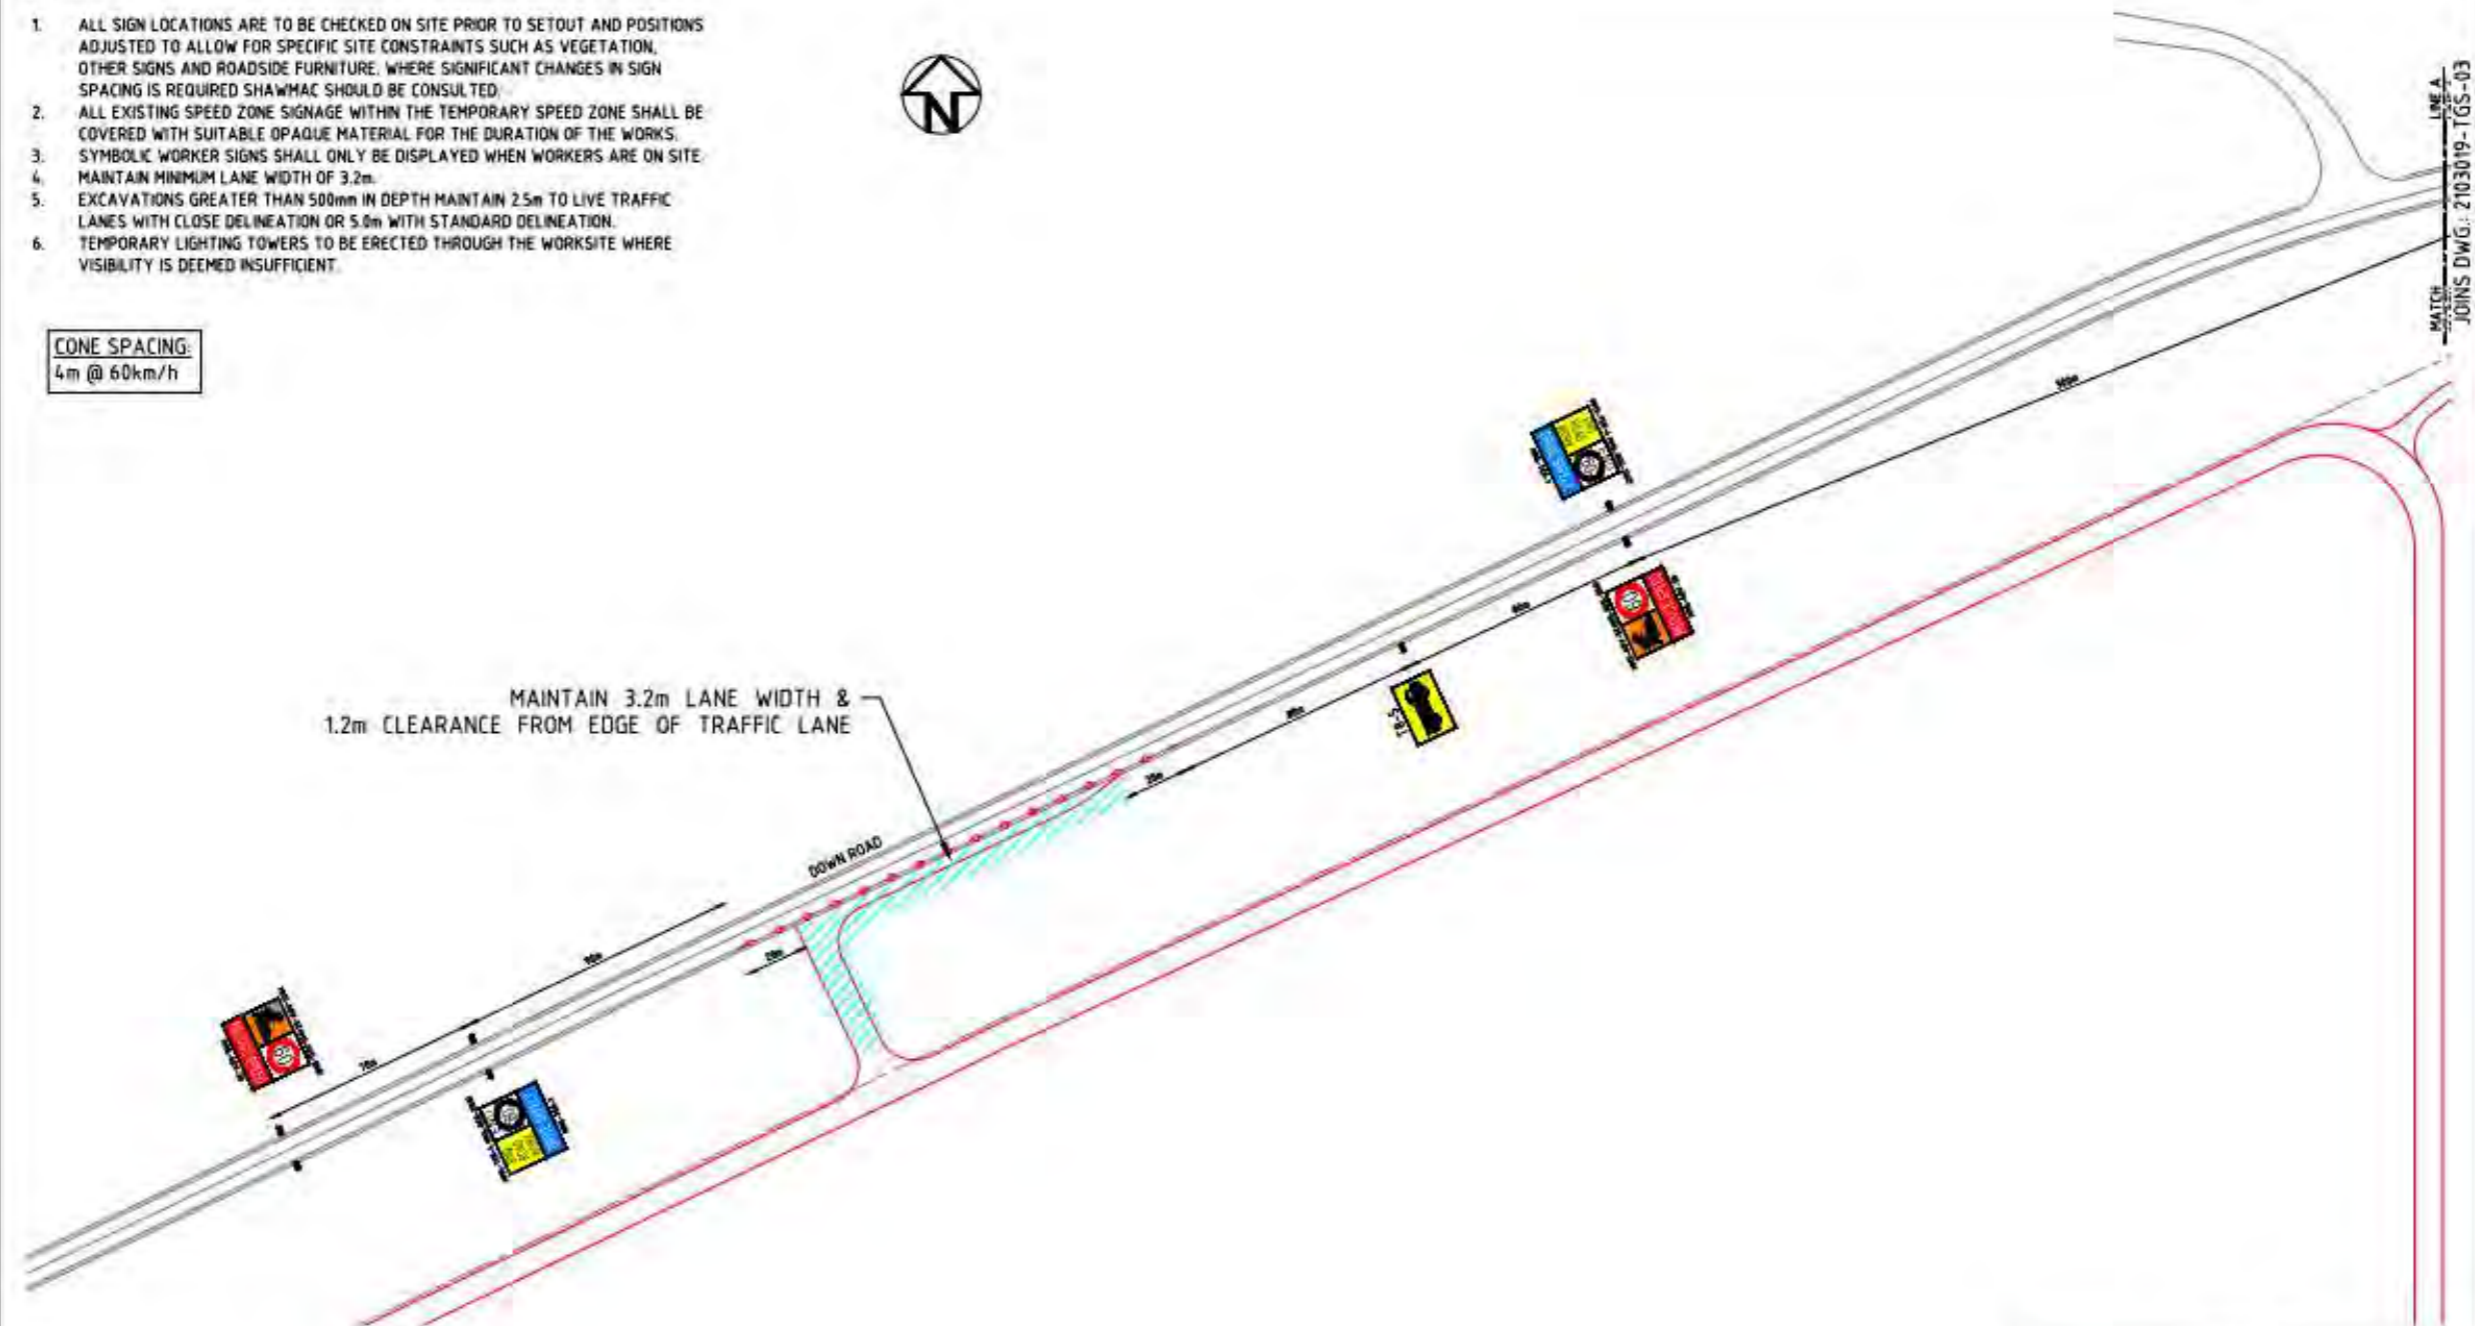 1. ALL SIGN LOCATIONS ARE TO BE CHECKED ON SITE PRIOR TO SETOUT AND POSITIONS
ADJUSTED TO ALLOW FOR SPECIFIC SITE CONSTRAINTS SUCH AS VEGETATION,
OTHER SIGNS AND ROADSIDE FURNITURE. WHERE SIGNIFICANT CHANGES IN SIGN
SPACING IS REQUIRED SHAWMAC SHOULD BE CONSULTED.
2. ALL EXISTING SPEED ZONE SIGNAGE WITHIN THE TEMPORARY SPEED ZONE SHALL BE
COVERED WITH SUITABLE OPAQUE MATERIAL FOR THE DURATION OF THE WORKS.
3. SYMBOLIC WORKER SIGNS SHALL ONLY BE DISPLAYED WHEN WORKERS ARE ON SITE
4. MAINTAIN MINIMUM LANE WIDTH OF 3.2m.
5. EXCAVATIONS GREATER THAN 500mm IN DEPTH MAINTAIN 2.5m TO LIVE TRAFFIC
LANES WITH CLOSE DELINEATION OR 5.0m WITH STANDARD DELINEATION.
6. TEMPORARY LIGHTING TOWERS TO BE ERECTED THROUGH THE WORKSITE WHERE
VISIBILITY IS DEEMED INSUFFICIENT.
N
CONE SPACING:
4m @ 60km/h
MATCH LINE A
JOINS DWG.: 2103019-TGS-03
MAINTAIN 3.2m LANE WIDTH &
1.2m CLEARANCE FROM EDGE OF TRAFFIC LANE
DOWN ROAD
20m
20m
60